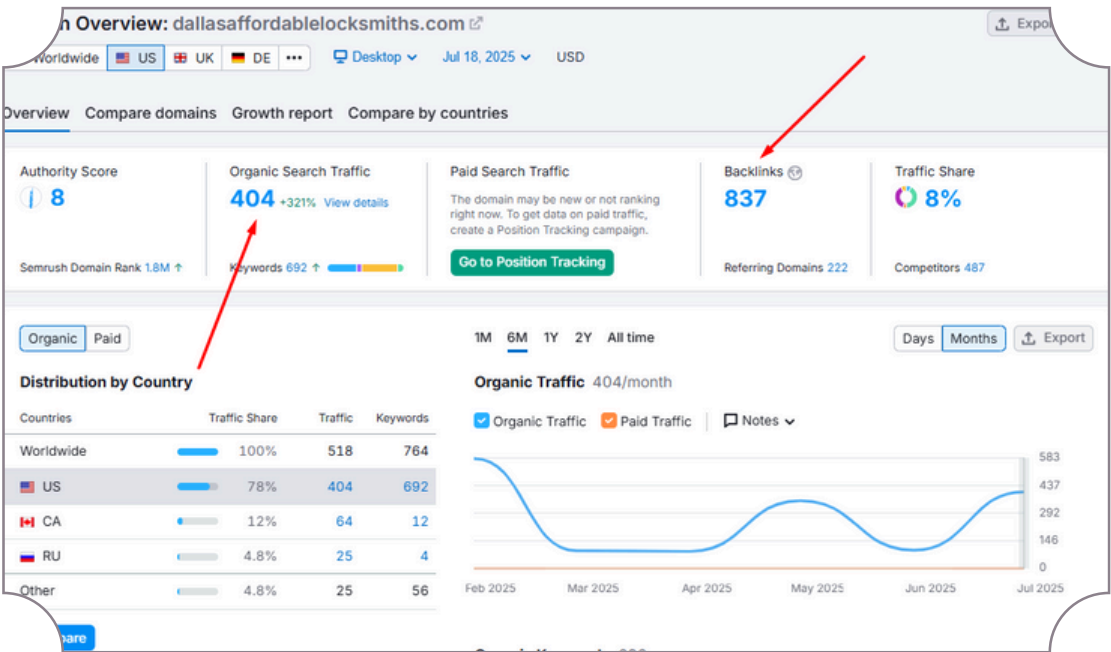 Overview: dallasaffordablelocksmiths.com
Worldwide US UK DE ••• Desktop Jul 18, 2025 USD
Overview Compare domains Growth report Compare by countries
Authority Score
8
Semrush Domain Rank 1.8M ↑
Organic Search Traffic
404 +321% View details
Keywords 692 ↑
Paid Search Traffic
The domain may be new or not ranking
right now. To get data on paid traffic,
create a Position Tracking campaign.
Go to Position Tracking
Backlinks
837
Referring Domains 222
Traffic Share
8%
Competitors 487
Organic Paid
Distribution by Country
Countries Traffic Share Traffic Keywords
Worldwide 100% 518 764
US 78% 404 692
CA 12% 64 12
RU 4.8% 25 4
Other 4.8% 25 56
1M 6M 1Y 2Y All time
Days Months Export
Organic Traffic 404/month
Organic Traffic Paid Traffic Notes
583
437
292
146
0
Feb 2025 Mar 2025 Apr 2025 May 2025 Jun 2025 Jul 2025